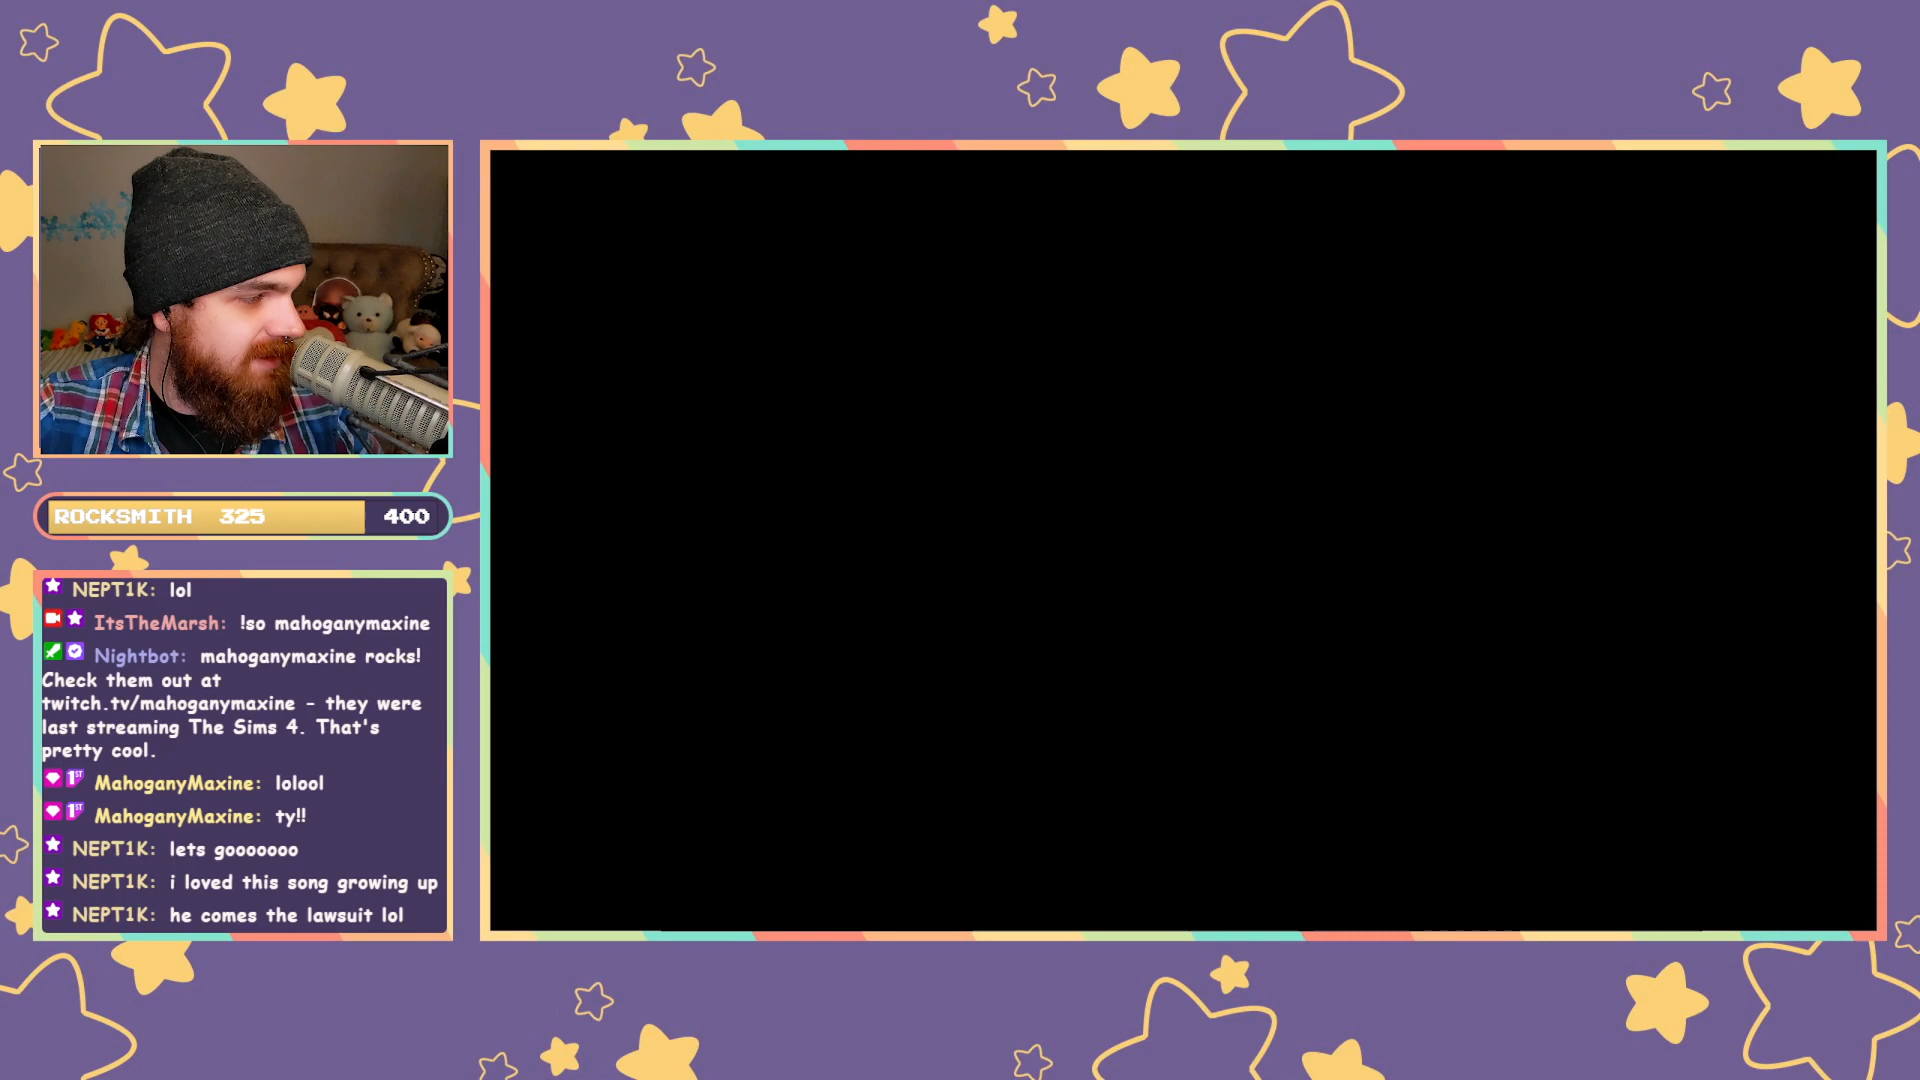 ROCKSMITH 325 400
NEPT1K: lol
ItsTheMarsh: !so mahoganymaxine
Nightbot: mahoganymaxine rocks!
Check them out at
twitch.tv/mahoganymaxine - they were
last streaming The Sims 4. That's
pretty cool.
1ST MahoganyMaxine: lolool
1ST MahoganyMaxine: ty!!
NEPT1K: lets gooooooo
NEPT1K: i loved this song growing up
NEPT1K: he comes the lawsuit lol